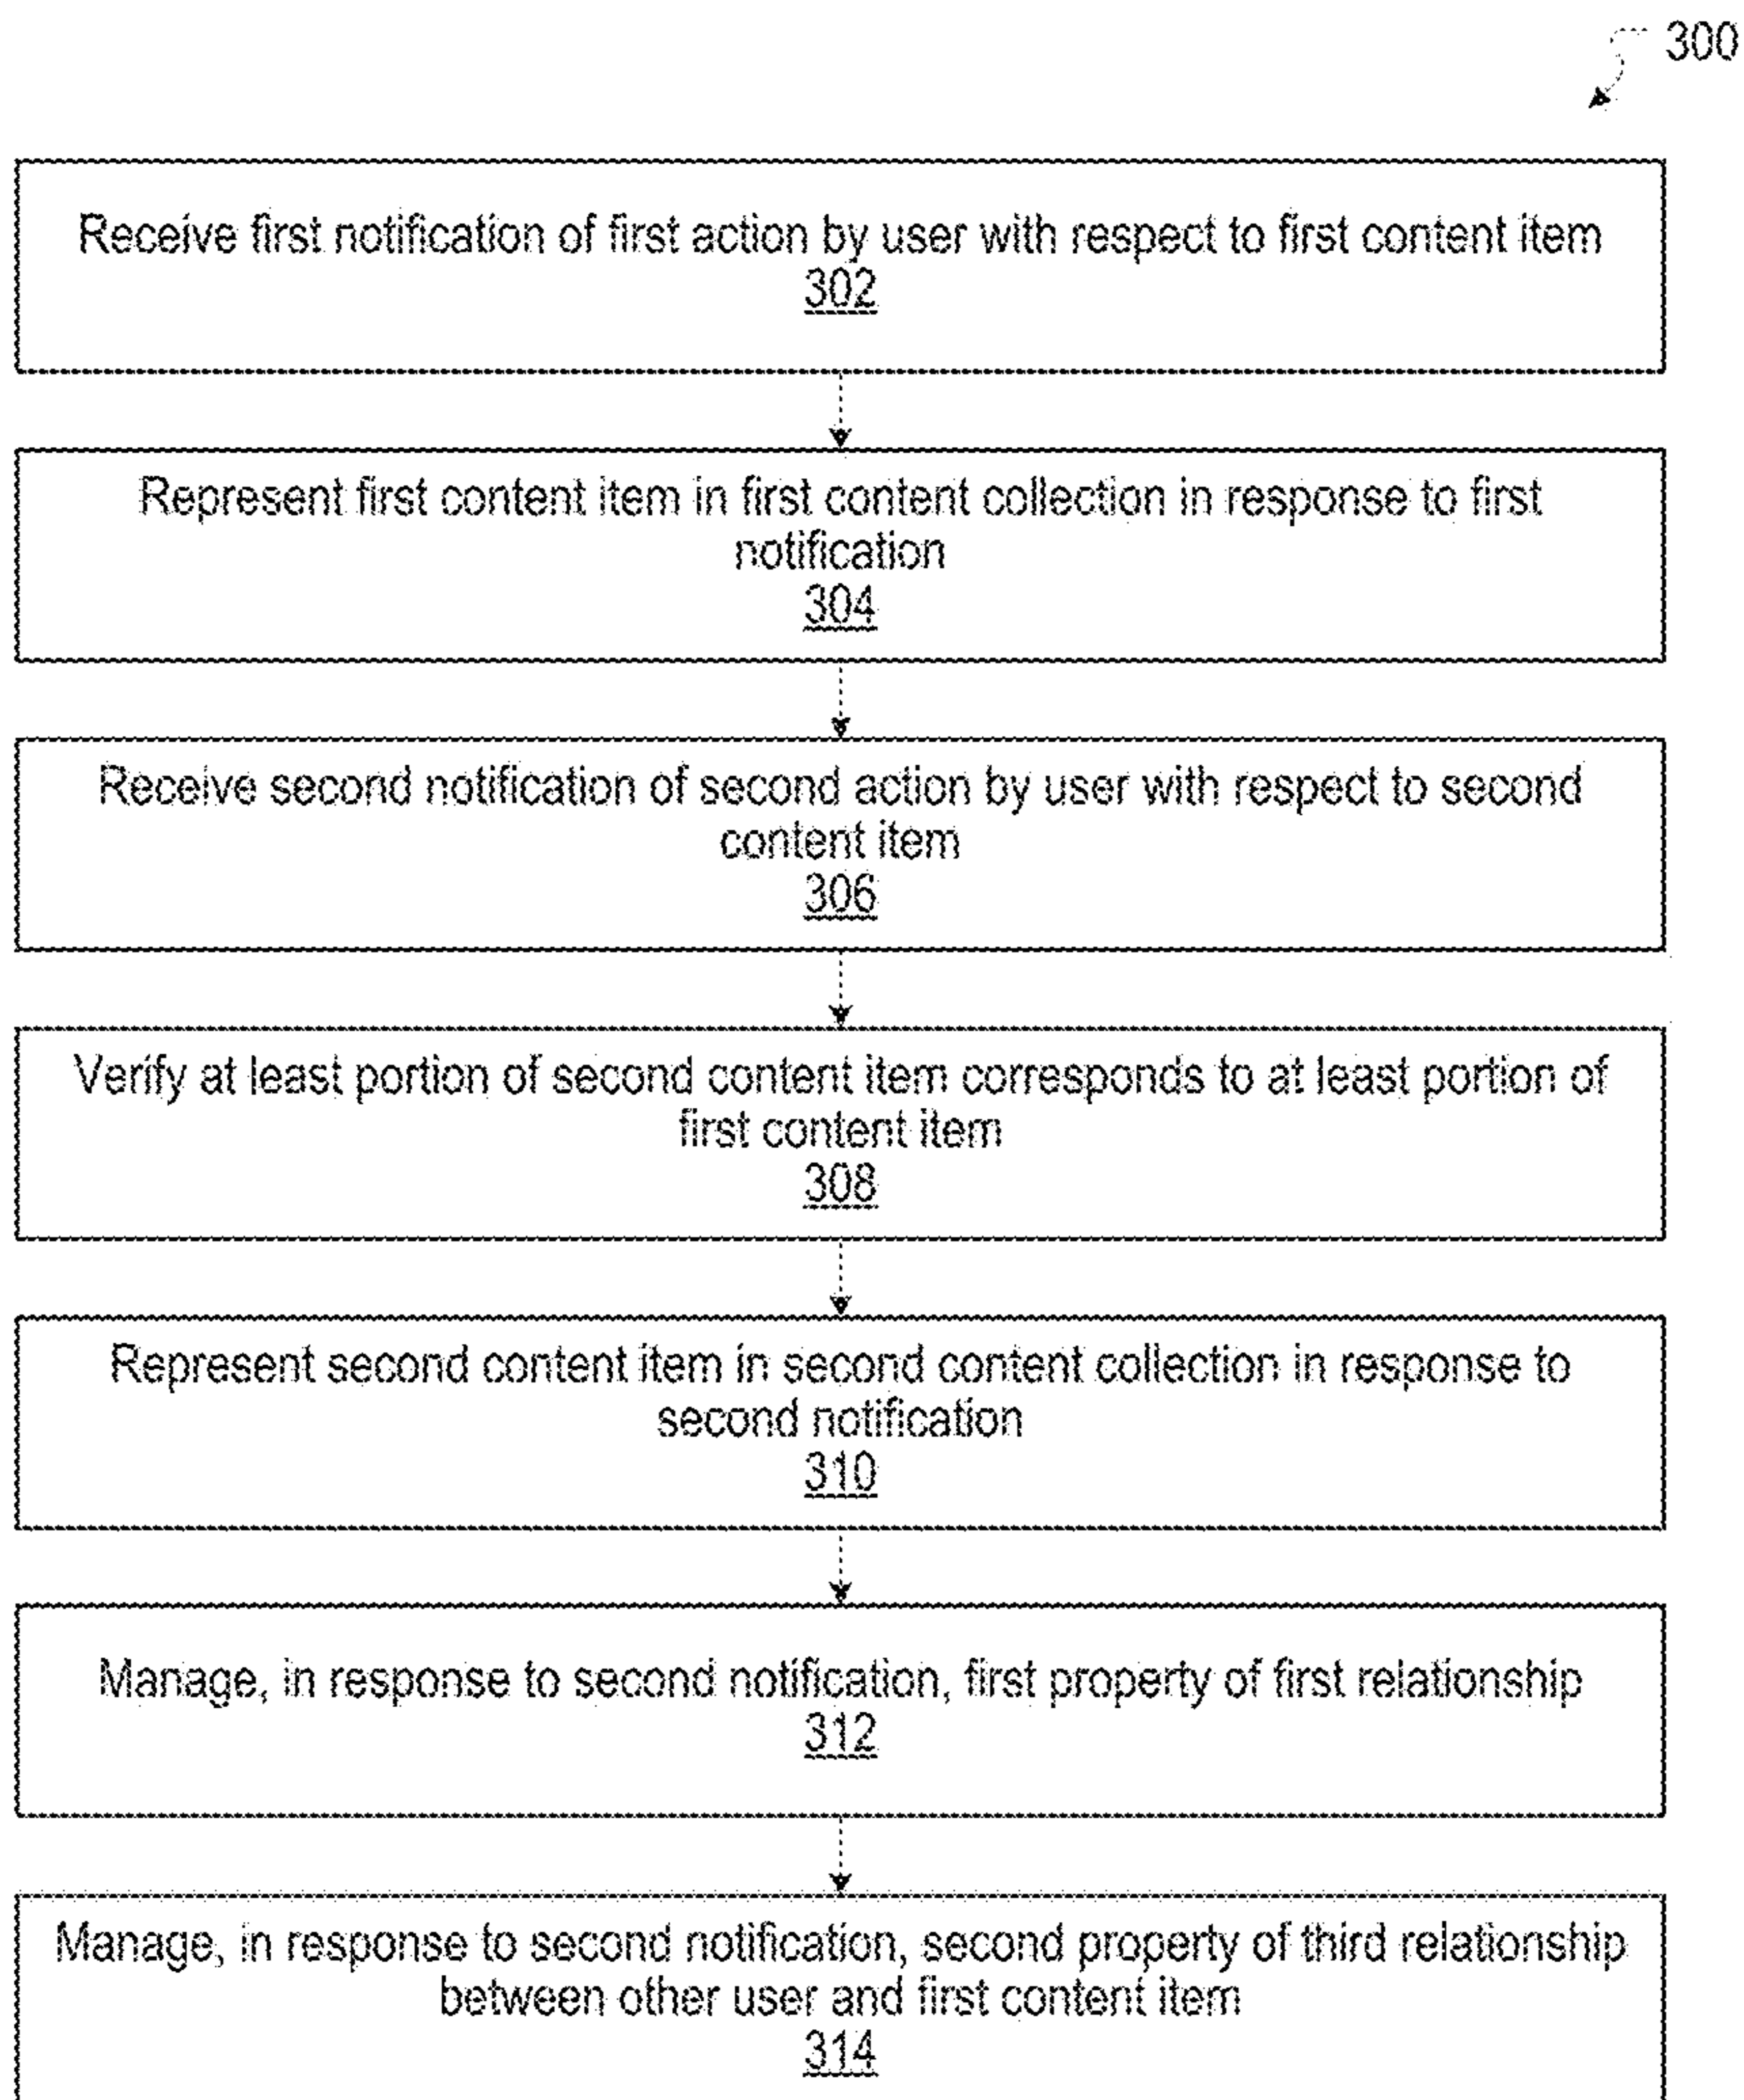 300
Receive first notification of first action by user with respect to first content item
302
Represent first content item in first content collection in response to first
notification
304
Receive second notification of second action by user with respect to second
content item
306
Verify at least portion of second content item corresponds to at least portion of
first content item
308
Represent second content item in second content collection in response to
second notification
310
Manage, in response to second notification, first property of first relationship
312
Manage, in response to second notification, second property of third relationship
between other user and first content item
314